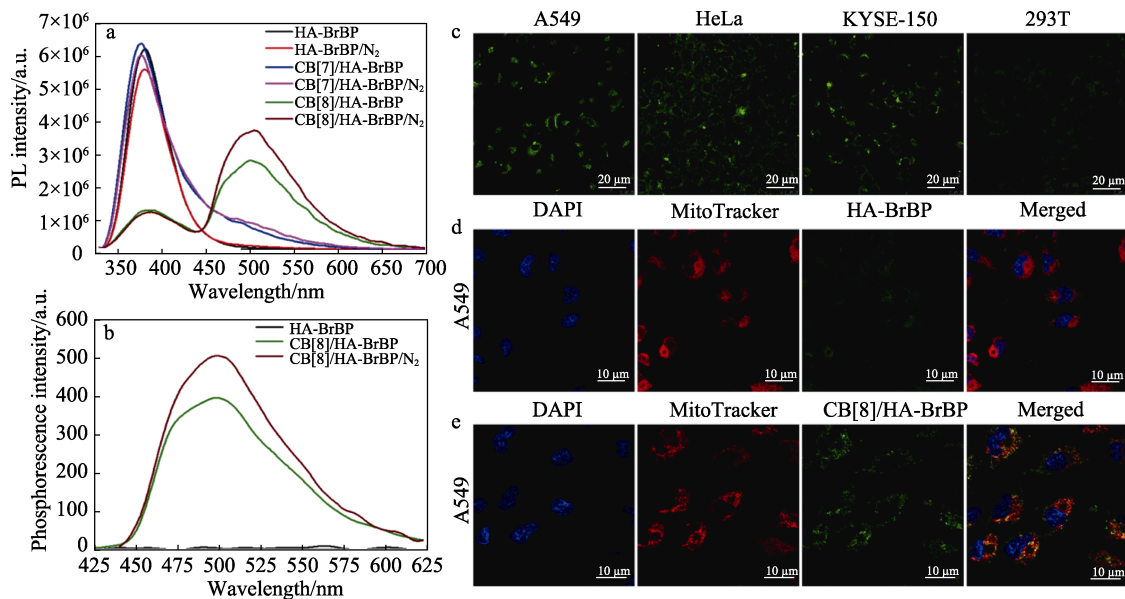 a
7×10⁶
6×10⁶
5×10⁶
4×10⁶
3×10⁶
2×10⁶
1×10⁶
0
PL intensity/a.u.
HA-BrBP
HA-BrBP/N₂
CB[7]/HA-BrBP
CB[7]/HA-BrBP/N₂
CB[8]/HA-BrBP
CB[8]/HA-BrBP/N₂
350 400 450 500 550 600 650 700
Wavelength/nm
b
600
500
400
300
200
100
0
Phosphorescence intensity/a.u.
HA-BrBP
CB[8]/HA-BrBP
CB[8]/HA-BrBP/N₂
425 450 475 500 525 550 575 600 625
Wavelength/nm
c
A549 HeLa KYSE-150 293T
20 μm 20 μm 20 μm 20 μm
d
DAPI MitoTracker HA-BrBP Merged
A549
10 μm 10 μm 10 μm 10 μm
e
DAPI MitoTracker CB[8]/HA-BrBP Merged
A549
10 μm 10 μm 10 μm 10 μm